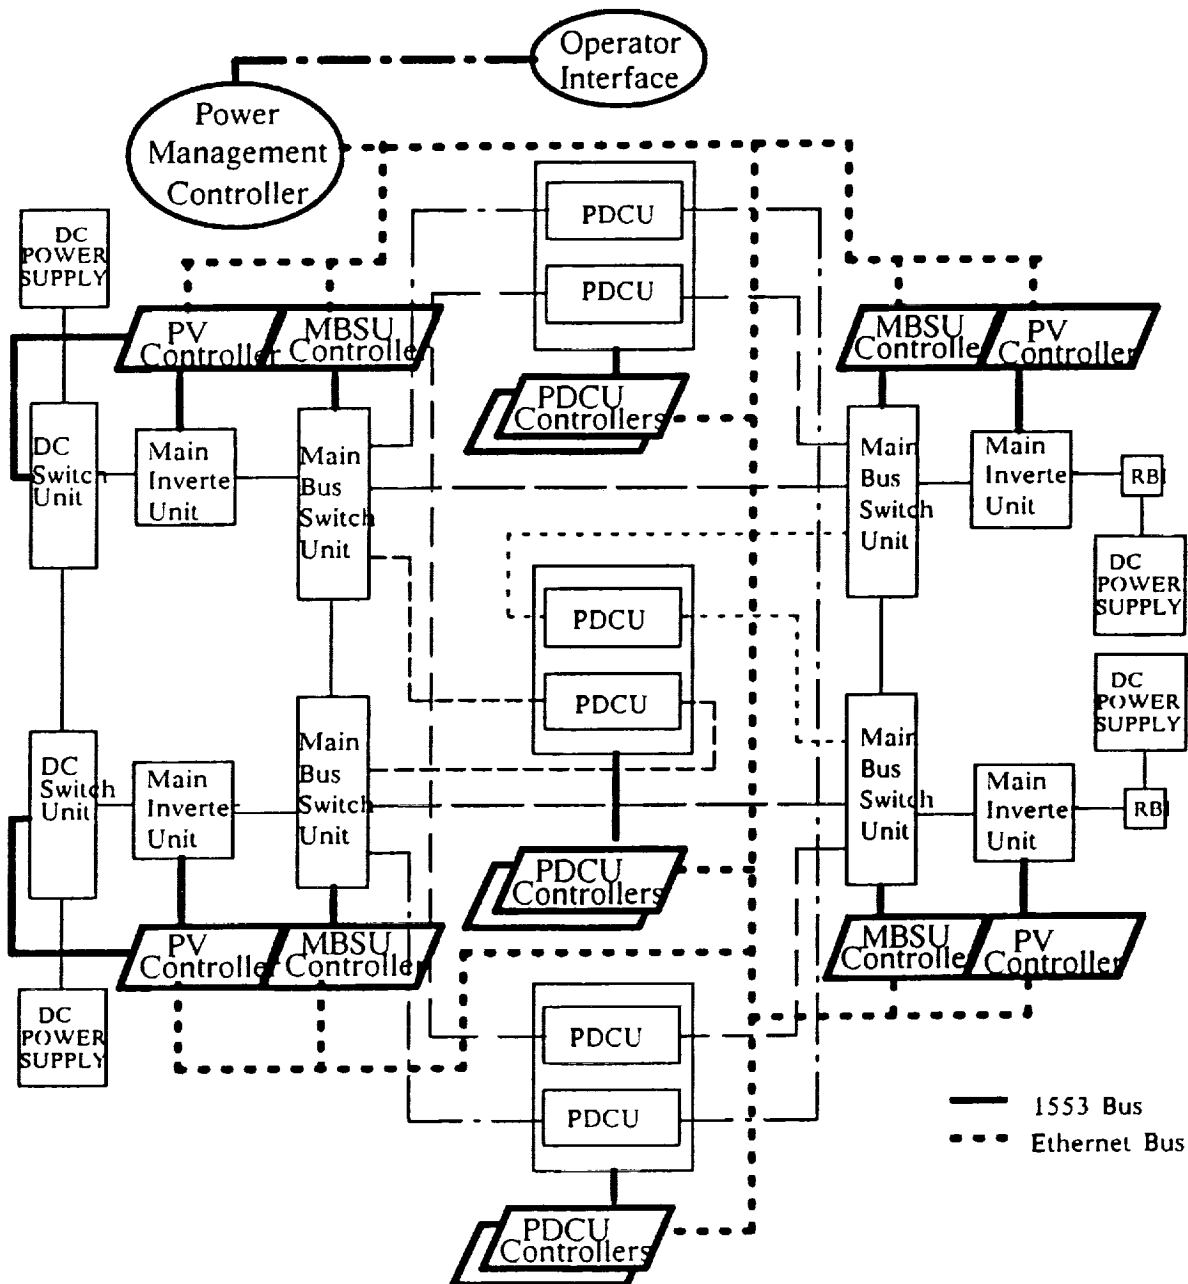 Operator
Interface
Power
Management
Controller
PDCU
PDCU
DC
POWER
SUPPLY
PV
Controller
MBSU
Controller
MBSU
Controller
PV
Controller
PDCU
Controllers
DC
Switch
Unit
Main
Inverte
Unit
Main
Bus
Switch
Unit
Main
Bus
Switch
Unit
Main
Inverte
Unit
RBI
DC
POWER
SUPPLY
PDCU
PDCU
DC
POWER
SUPPLY
DC
Switch
Unit
Main
Inverte
Unit
Main
Bus
Switch
Unit
Main
Bus
Switch
Unit
Main
Inverte
Unit
RBI
PDCU
Controllers
PV
Controller
MBSU
Controller
MBSU
Controller
PV
Controller
DC
POWER
SUPPLY
PDCU
PDCU
1553 Bus
Ethernet Bus
PDCU
Controllers